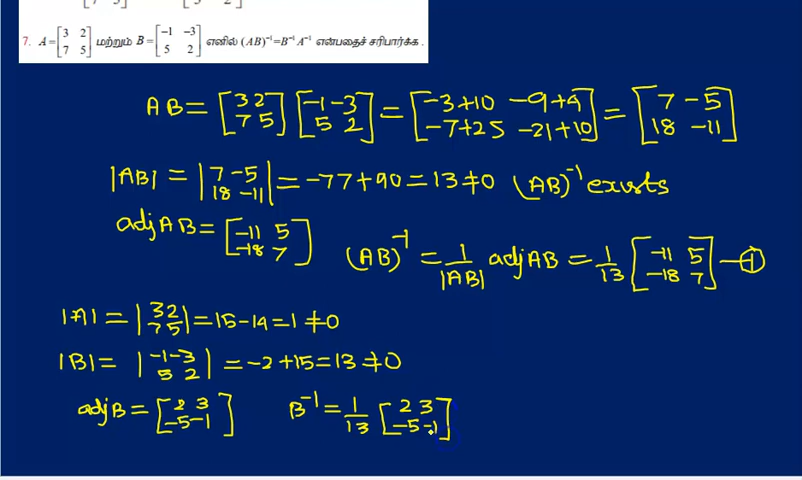 7. A = [3 2 7 5] மற்றும் B = [-1 -3 5 2] எனில் (AB)⁻¹=B⁻¹ A⁻¹ என்பதைச் சரிபார்க்க .
AB = [3 2 7 5] [-1 -3 5 2] = [-3+10 -9+4 -7+25 -21+10] = [7 -5 18 -11]
|AB| = |7 -5 18 -11| = -77+90 = 13 ≠ 0 (AB)⁻¹ exists
adj AB = [-11 5 -18 7] (AB)⁻¹ = 1/|AB| adj AB = 1/13 [-11 5 -18 7] —①
|A| = |3 2 7 5| = 15-14 = 1 ≠ 0
|B| = |-1 -3 5 2| = -2+15 = 13 ≠ 0
adj B = [2 3 -5 -1] B⁻¹ = 1/13 [2 3 -5 -1]